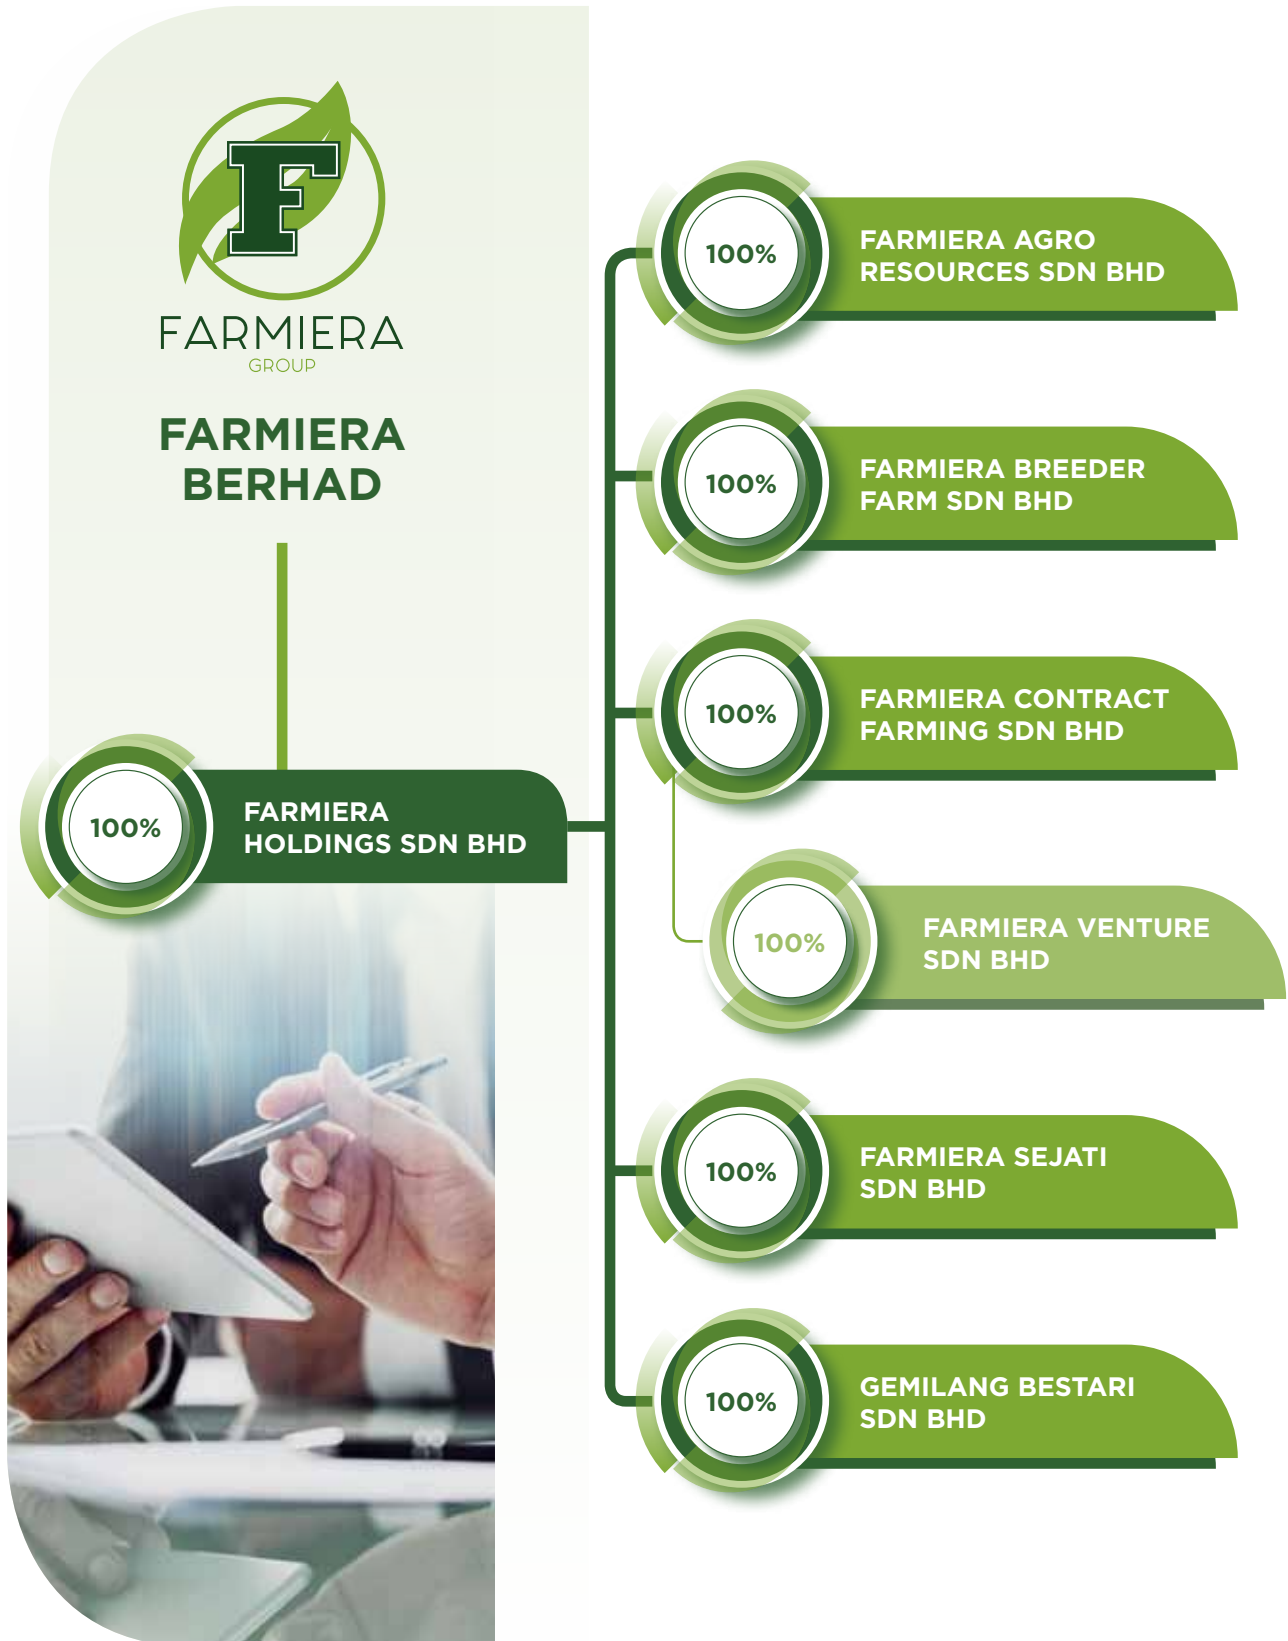 F
FARMIERA
GROUP
FARMIERA
BERHAD
100%
FARMIERA
HOLDINGS SDN BHD
100%
FARMIERA AGRO
RESOURCES SDN BHD
100%
FARMIERA BREEDER
FARM SDN BHD
100%
FARMIERA CONTRACT
FARMING SDN BHD
100%
FARMIERA VENTURE
SDN BHD
100%
FARMIERA SEJATI
SDN BHD
100%
GEMILANG BESTARI
SDN BHD